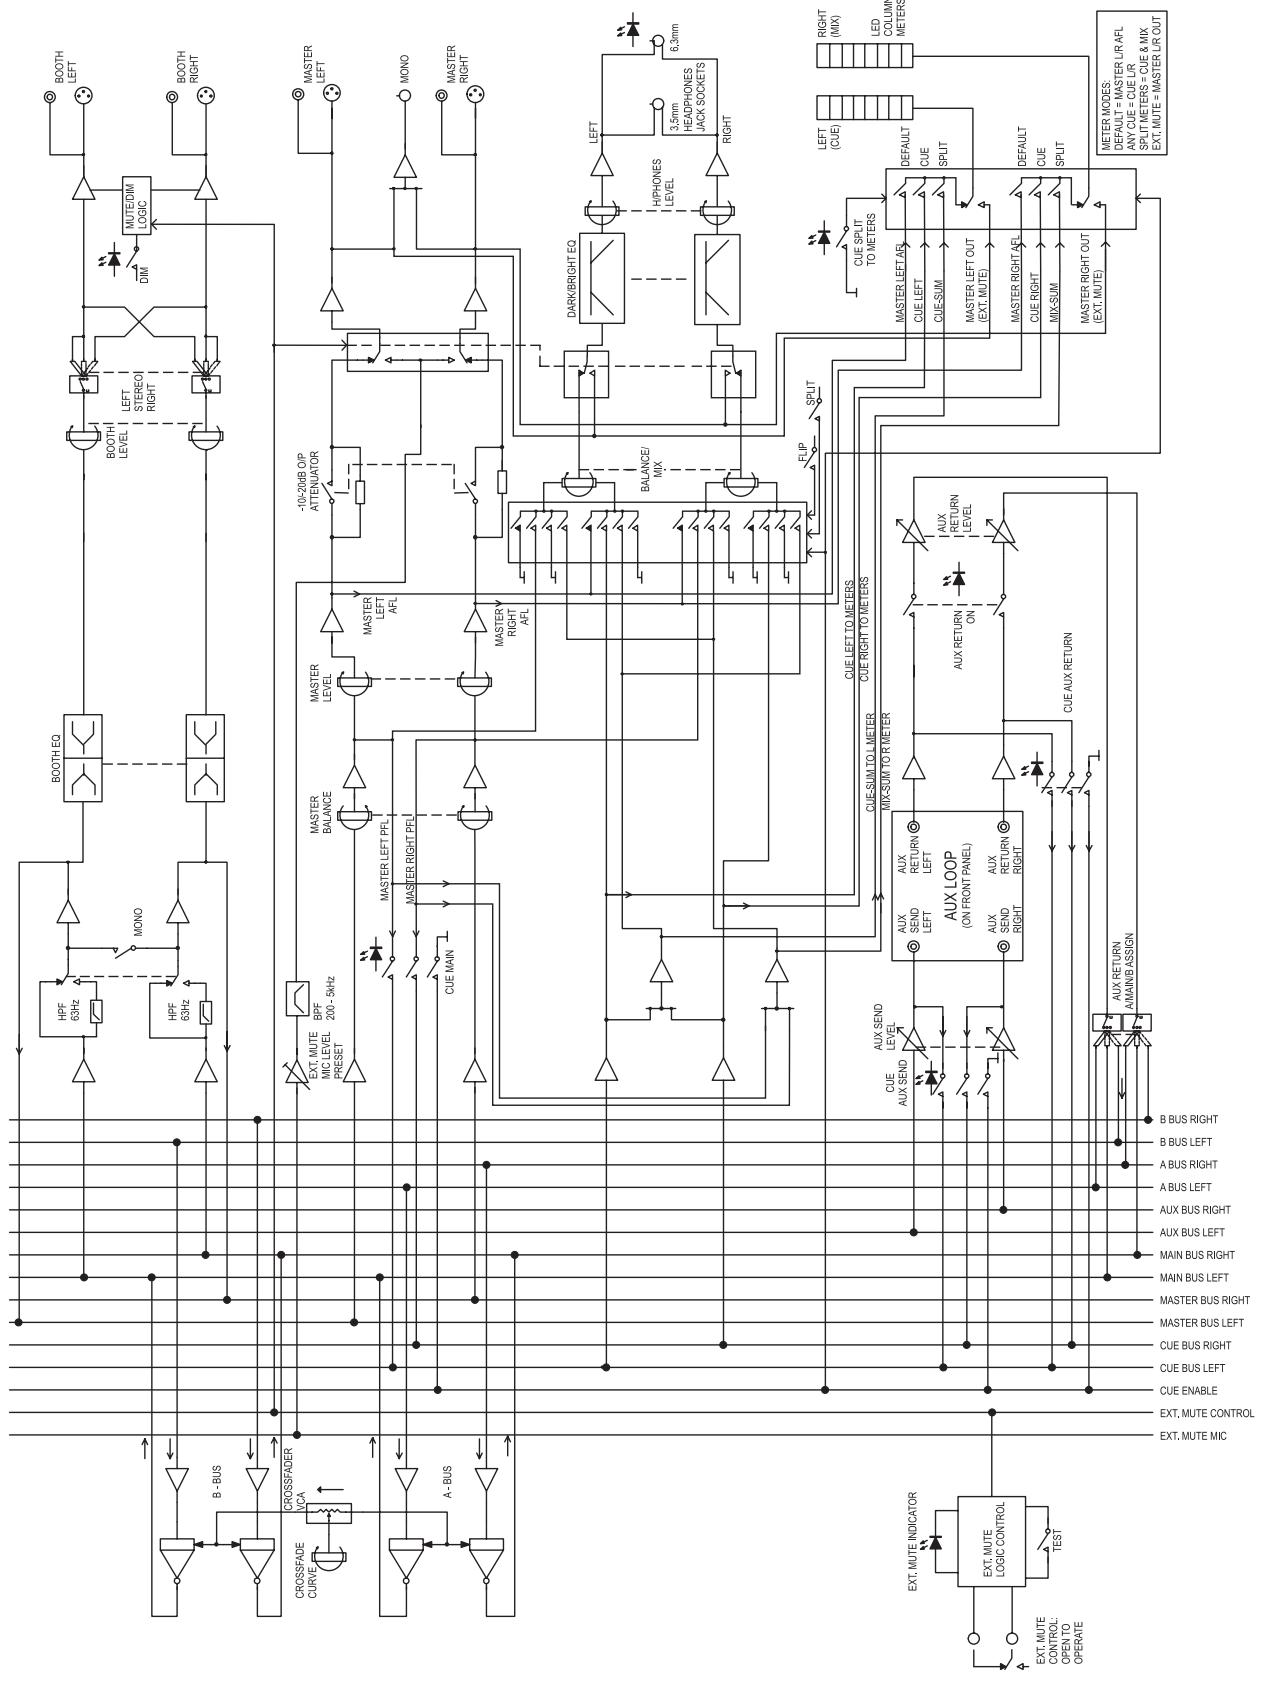 BOOTH
LEFT
BOOTH
RIGHT
MASTER
LEFT
MONO
MASTER
RIGHT
6.3mm
3.5mm
HEADPHONES
JACK SOCKETS
LEFT
RIGHT
RIGHT
(MIX)
LED
COLUMN
METERS
LEFT
(CUE)
METER MODES:
DEFAULT = MASTER L/R AFL
ANY CUE = CUE L/R
SPLIT METERS = CUE & MIX
EXT. MUTE = MASTER L/R OUT
MUTE/DIM
LOGIC
DIM
H/PHONES
LEVEL
DARK/BRIGHT EQ
DEFAULT
CUE
SPLIT
DEFAULT
CUE
SPLIT
CUE SPLIT
TO METERS
MASTER LEFT AFL
CUE LEFT
CUE-SUM
MASTER LEFT OUT
(EXT. MUTE)
MASTER RIGHT AFL
CUE RIGHT
MIX-SUM
MASTER RIGHT OUT
(EXT. MUTE)
LEFT
STEREO
RIGHT
BOOTH
LEVEL
-10/-20dB O/P
ATTENUATOR
BALANCE/
MIX
SPLIT
FLIP
AUX
RETURN
LEVEL
AUX RETURN
ON
MASTER
LEFT
AFL
MASTER
RIGHT
AFL
CUE LEFT TO METERS
CUE RIGHT TO METERS
CUE AUX RETURN
MASTER
LEVEL
BOOTH EQ
CUE-SUM TO L METER
MIX-SUM TO R METER
MASTER
BALANCE
MASTER LEFT PFL
MASTER RIGHT PFL
AUX
RETURN
LEFT
AUX
RETURN
RIGHT
AUX LOOP
(ON FRONT PANEL)
AUX
SEND
LEFT
AUX
SEND
RIGHT
MONO
HPF
63Hz
HPF
63Hz
CUE MAIN
BPF
200 - 5kHz
EXT. MUTE
MIC LEVEL
PRESET
AUX SEND
LEVEL
CUE
AUX SEND
AUX RETURN
A/MAIN/B ASSIGN
B BUS RIGHT
B BUS LEFT
A BUS RIGHT
A BUS LEFT
AUX BUS RIGHT
AUX BUS LEFT
MAIN BUS RIGHT
MAIN BUS LEFT
MASTER BUS RIGHT
MASTER BUS LEFT
CUE BUS RIGHT
CUE BUS LEFT
CUE ENABLE
EXT. MUTE CONTROL
EXT. MUTE MIC
B - BUS
CROSSFADER
VCA
A - BUS
CROSSFADE
CURVE
EXT. MUTE INDICATOR
EXT. MUTE
LOGIC CONTROL
TEST
EXT. MUTE
CONTROL:
OPEN TO
OPERATE